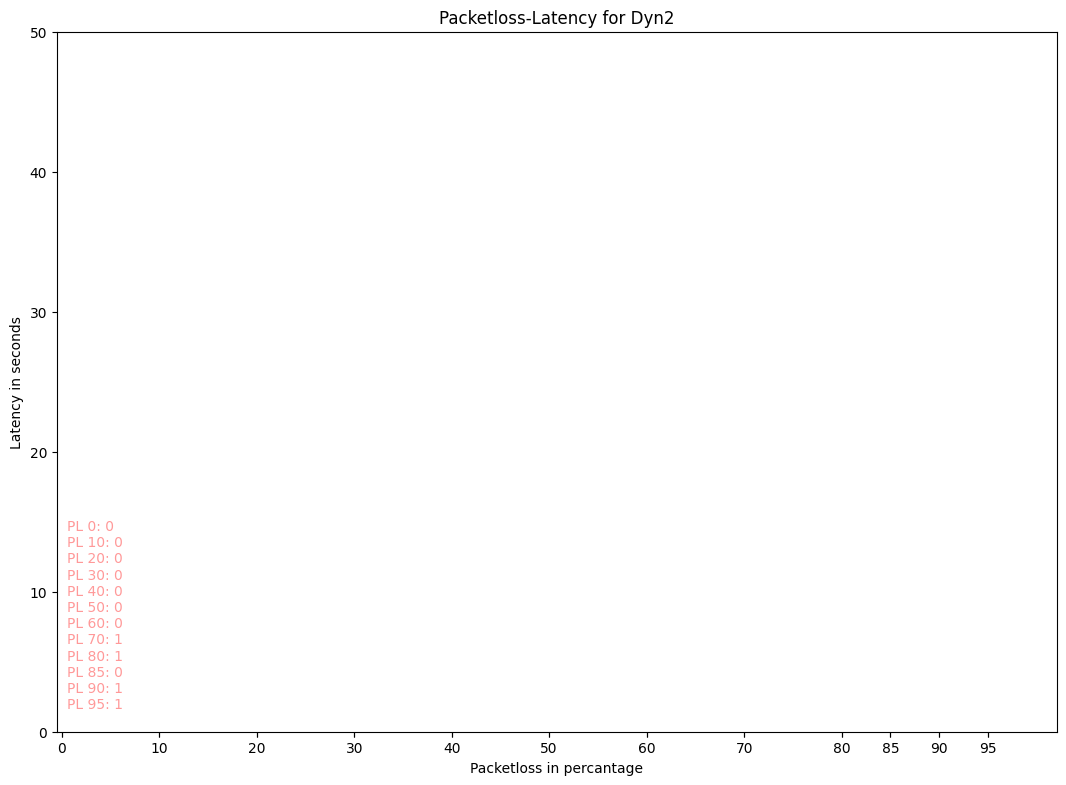 Packetloss-Latency for Dyn2
50
40
30
20
10
0
Latency in seconds
PL 0: 0
PL 10: 0
PL 20: 0
PL 30: 0
PL 40: 0
PL 50: 0
PL 60: 0
PL 70: 1
PL 80: 1
PL 85: 0
PL 90: 1
PL 95: 1
0 10 20 30 40 50 60 70 80 85 90 95
Packetloss in percantage